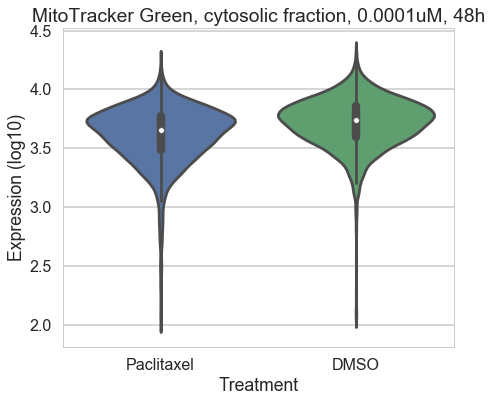 MitoTracker Green, cytosolic fraction, 0.0001uM, 48h
4.5
4.0
3.5
3.0
2.5
2.0
Expression (log10)
Paclitaxel DMSO
Treatment